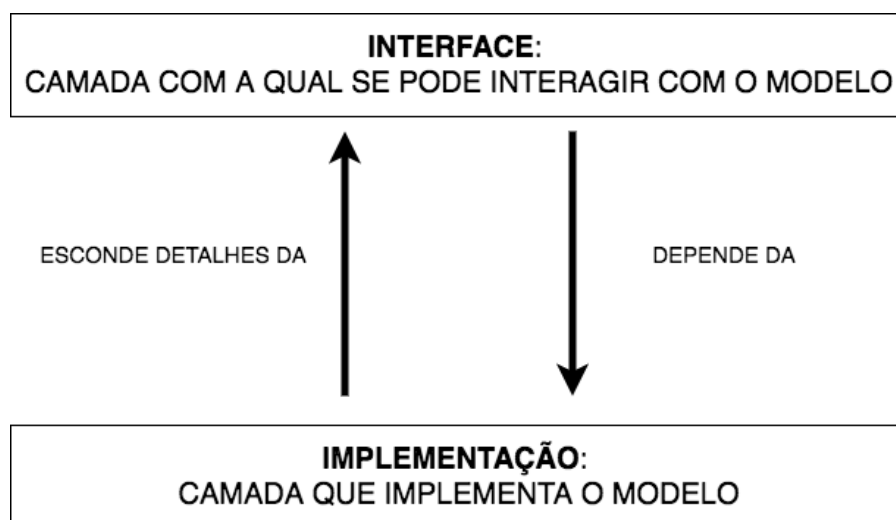 INTERFACE:
CAMADA COM A QUAL SE PODE INTERAGIR COM O MODELO
ESCONDE DETALHES DA
DEPENDE DA
IMPLEMENTAÇÃO:
CAMADA QUE IMPLEMENTA O MODELO